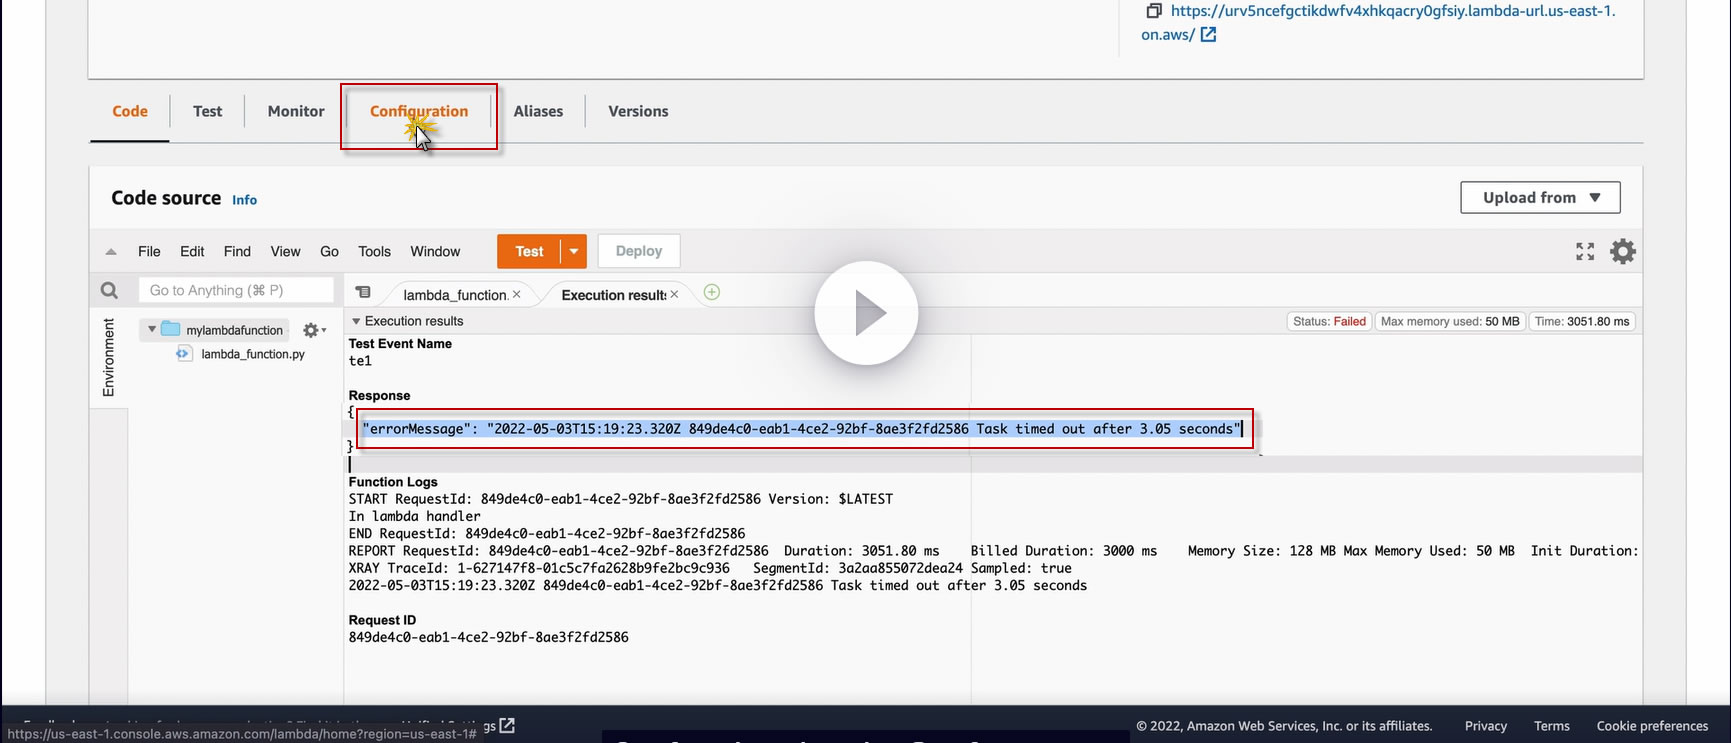 https://urv5ncefgctikdwfv4xhkqacry0gfsiy.lambda-url.us-east-1.
on.aws/
Code Test Monitor Configuration Aliases Versions
Code source Info Upload from
File Edit Find View Go Tools Window Test Deploy
Go to Anything (⌘ P) lambda_function. Execution result:
Execution results Status: Failed Max memory used: 50 MB Time: 3051.80 ms
Environment
mylambdafunction
lambda_function.py
Test Event Name
te1
Response
{
"errorMessage": "2022-05-03T15:19:23.320Z 849de4c0-eab1-4ce2-92bf-8ae3f2fd2586 Task timed out after 3.05 seconds"
}
Function Logs
START RequestId: 849de4c0-eab1-4ce2-92bf-8ae3f2fd2586 Version: $LATEST
In lambda handler
END RequestId: 849de4c0-eab1-4ce2-92bf-8ae3f2fd2586
REPORT RequestId: 849de4c0-eab1-4ce2-92bf-8ae3f2fd2586 Duration: 3051.80 ms Billed Duration: 3000 ms Memory Size: 128 MB Max Memory Used: 50 MB Init Duration:
XRAY TraceId: 1-627147f8-01c5c7fa2628b9fe2bc9c936 SegmentId: 3a2aa855072dea24 Sampled: true
2022-05-03T15:19:23.320Z 849de4c0-eab1-4ce2-92bf-8ae3f2fd2586 Task timed out after 3.05 seconds
Request ID
849de4c0-eab1-4ce2-92bf-8ae3f2fd2586
© 2022, Amazon Web Services, Inc. or its affiliates. Privacy Terms Cookie preferences
https://us-east-1.console.aws.amazon.com/lambda/home?region=us-east-1#